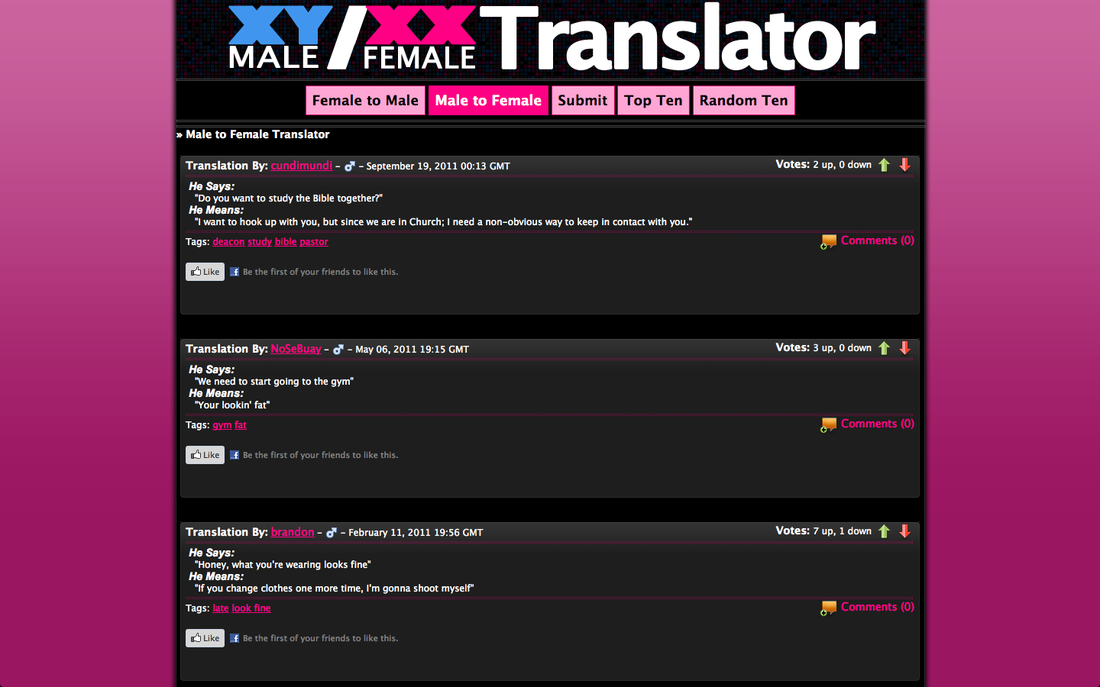 XY/XX Translator
MALE FEMALE
Female to Male Male to Female Submit Top Ten Random Ten
» Male to Female Translator
Translation By: cundimundi - ♂ - September 19, 2011 00:13 GMT Votes: 2 up, 0 down
He Says:
"Do you want to study the Bible together?"
He Means:
"I want to hook up with you, but since we are in Church; I need a non-obvious way to keep in contact with you."
Tags: deacon study bible pastor Comments (0)
Like f Be the first of your friends to like this.
Translation By: NoSeBuay - ♂ - May 06, 2011 19:15 GMT Votes: 3 up, 0 down
He Says:
"We need to start going to the gym"
He Means:
"Your lookin' fat"
Tags: gym fat Comments (0)
Like f Be the first of your friends to like this.
Translation By: brandon - ♂ - February 11, 2011 19:56 GMT Votes: 7 up, 1 down
He Says:
"Honey, what you're wearing looks fine"
He Means:
"If you change clothes one more time, I'm gonna shoot myself"
Tags: late look fine Comments (0)
Like f Be the first of your friends to like this.